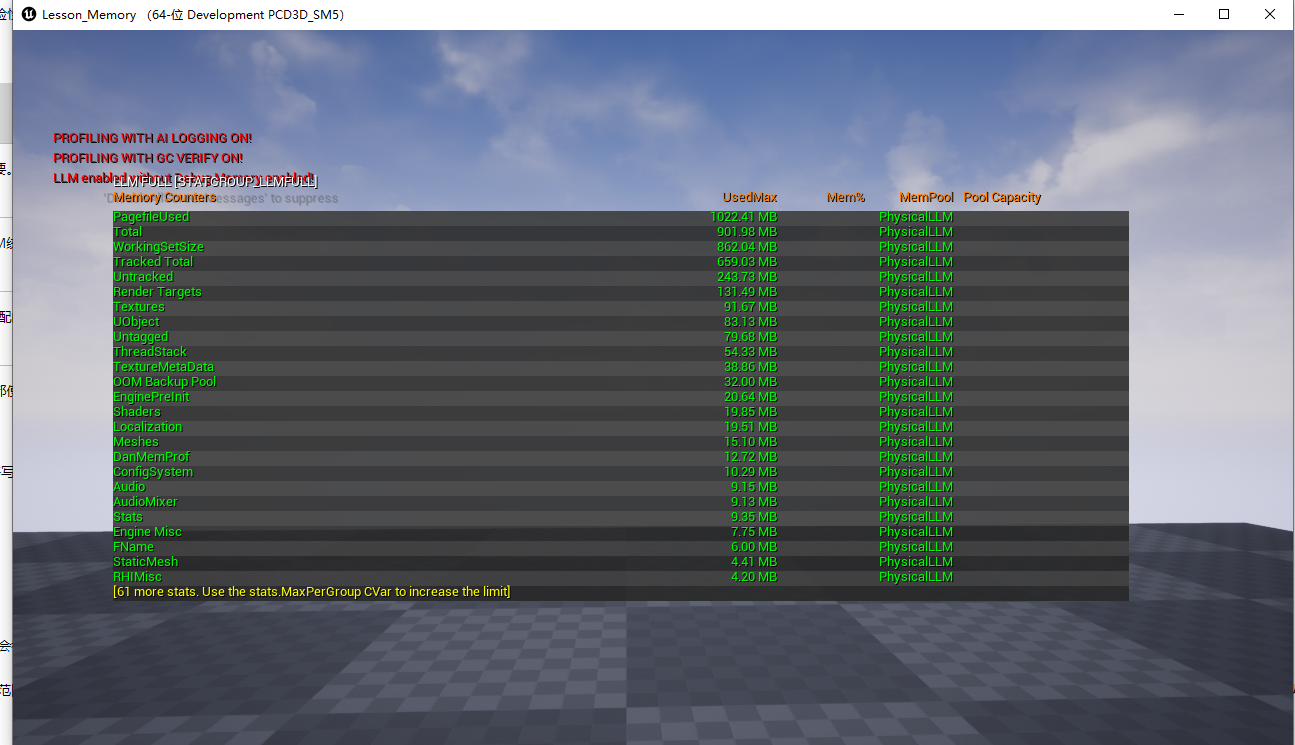 Lesson_Memory （64-位 Development PCD3D_SM5）
PROFILING WITH AI LOGGING ON!
PROFILING WITH GC VERIFY ON!
LLM enabled without
LLM FULL [STATGROUP_LLMFULL]
Memory Counters UsedMax Mem% MemPool Pool Capacity
messages' to suppress
PagefileUsed 1022.41 MB PhysicalLLM
Total 901.98 MB PhysicalLLM
WorkingSetSize 862.04 MB PhysicalLLM
Tracked Total 659.03 MB PhysicalLLM
Untracked 243.73 MB PhysicalLLM
Render Targets 131.49 MB PhysicalLLM
Textures 91.67 MB PhysicalLLM
UObject 83.13 MB PhysicalLLM
Untagged 79.68 MB PhysicalLLM
ThreadStack 54.33 MB PhysicalLLM
TextureMetaData 38.86 MB PhysicalLLM
OOM Backup Pool 32.00 MB PhysicalLLM
EnginePreInit 20.64 MB PhysicalLLM
Shaders 19.85 MB PhysicalLLM
Localization 19.51 MB PhysicalLLM
Meshes 15.10 MB PhysicalLLM
DanMemProf 12.72 MB PhysicalLLM
ConfigSystem 10.29 MB PhysicalLLM
Audio 9.15 MB PhysicalLLM
AudioMixer 9.13 MB PhysicalLLM
Stats 9.35 MB PhysicalLLM
Engine Misc 7.75 MB PhysicalLLM
FName 6.00 MB PhysicalLLM
StaticMesh 4.41 MB PhysicalLLM
RHIMisc 4.20 MB PhysicalLLM
[61 more stats. Use the stats.MaxPerGroup CVar to increase the limit]